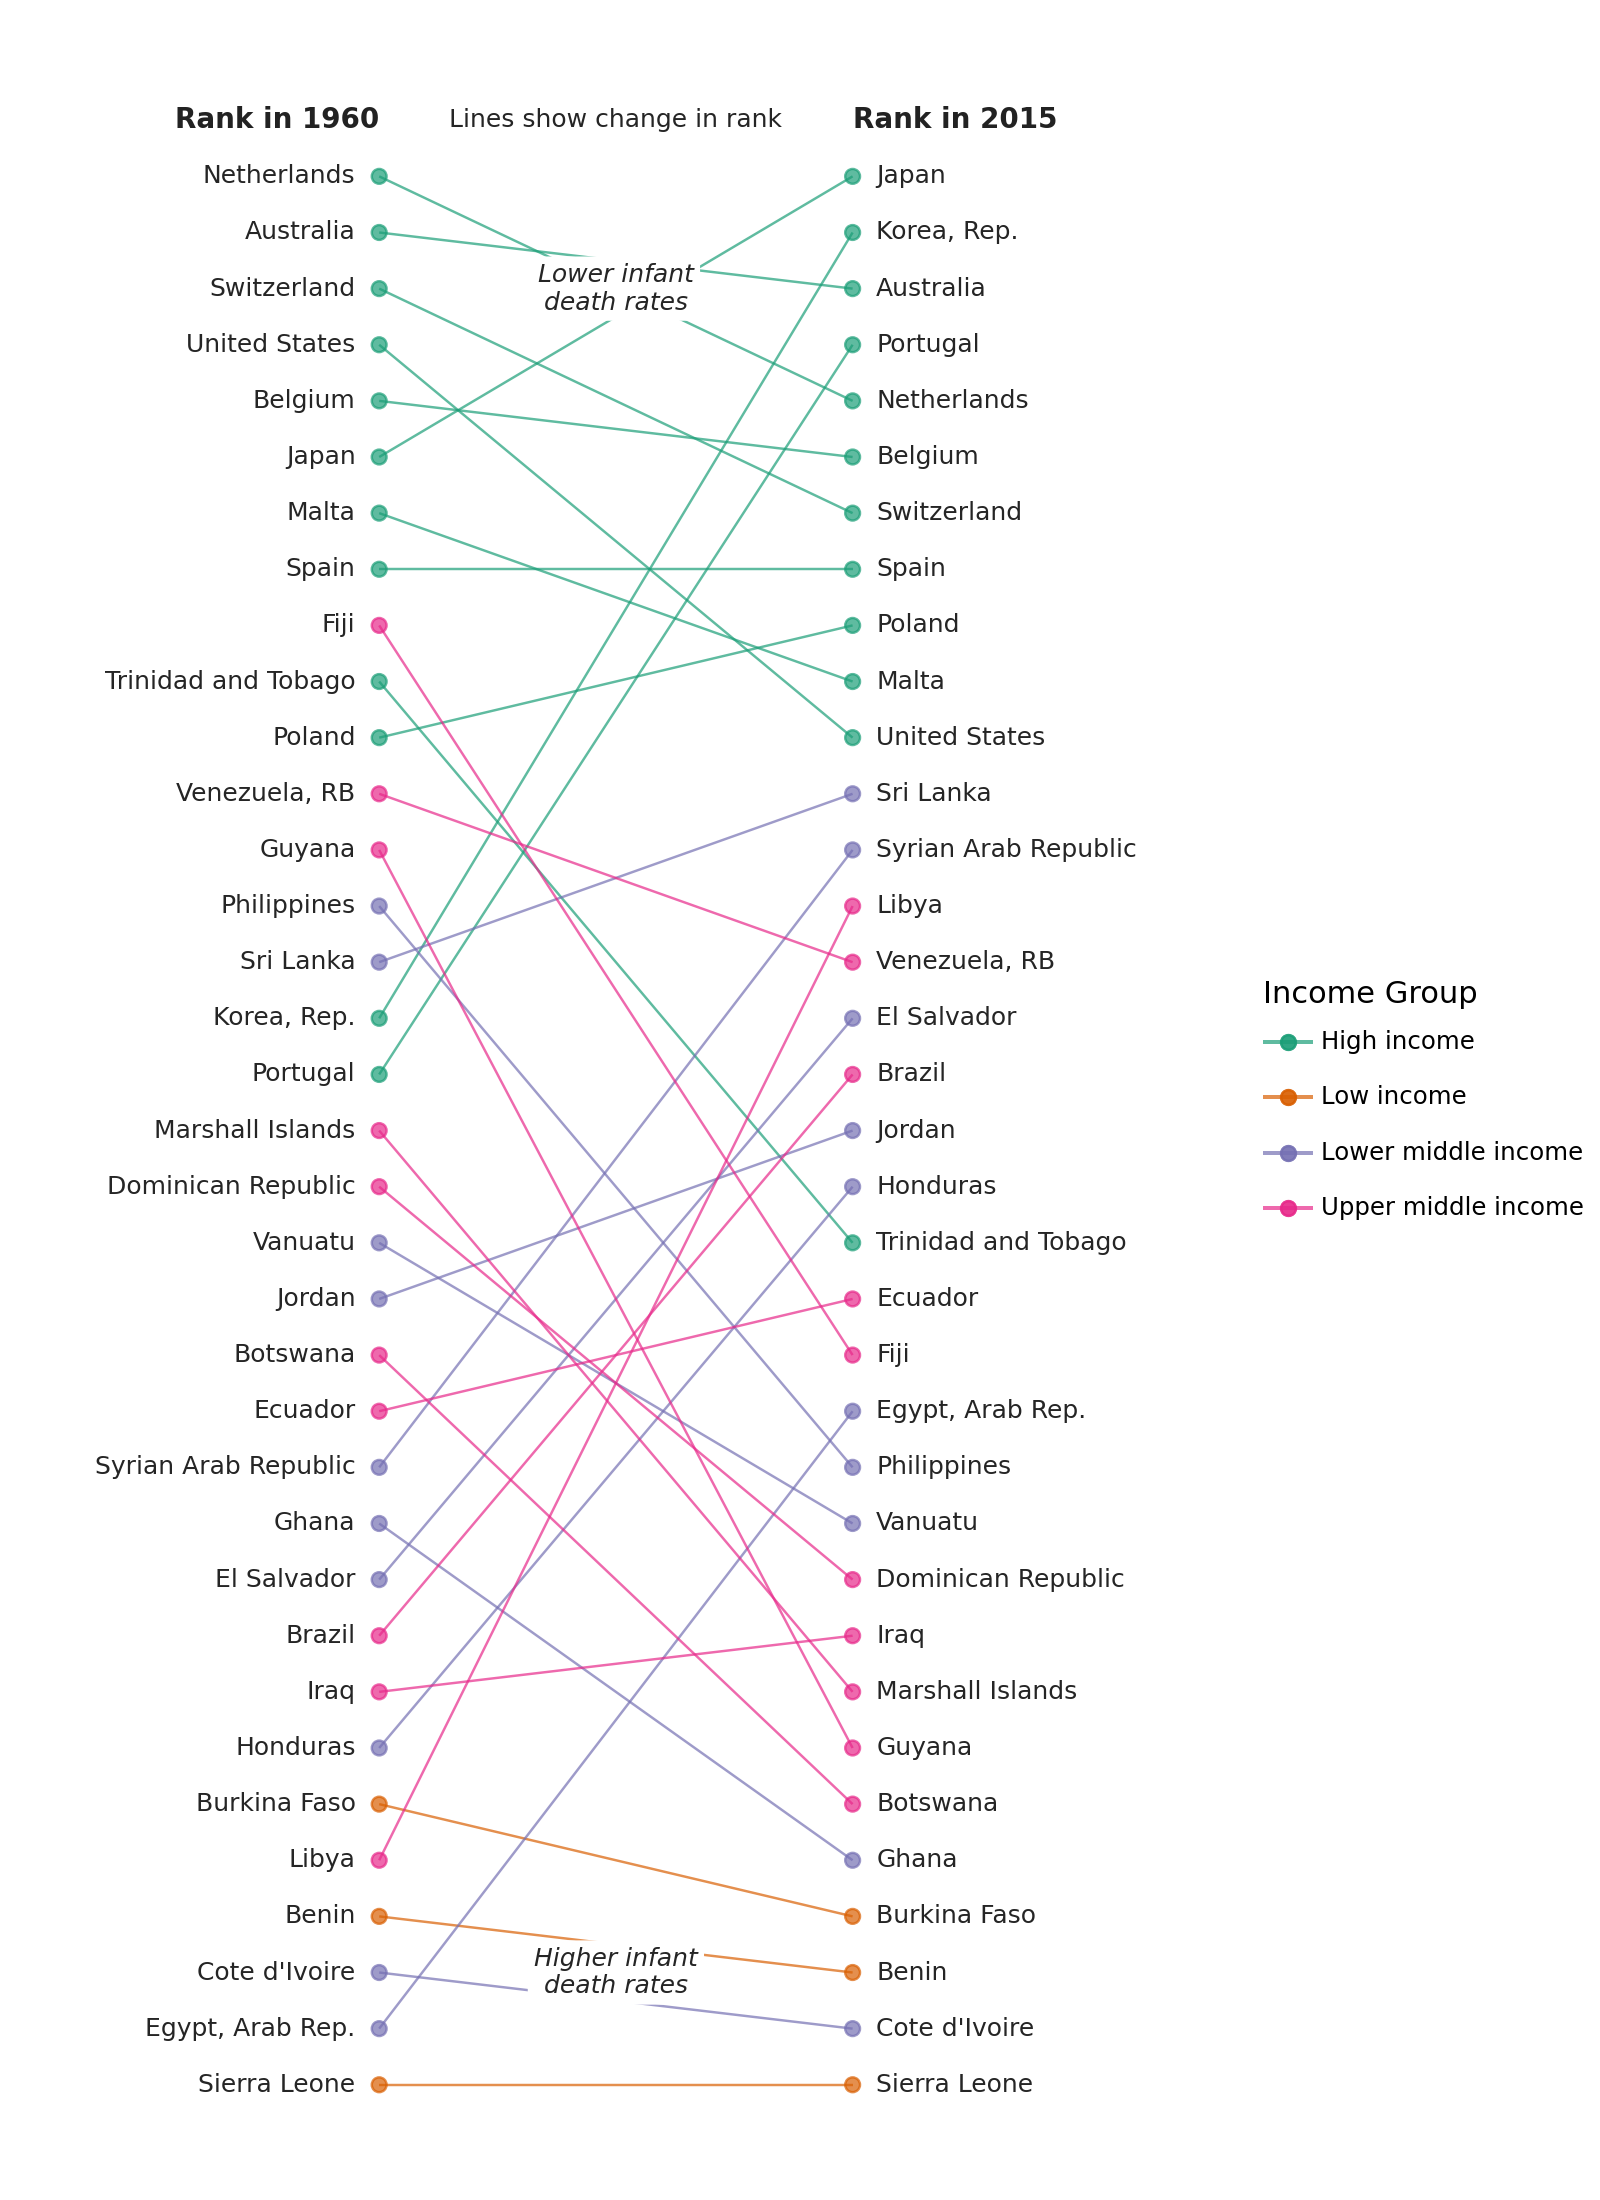 Rank in 1960 Lines show change in rank Rank in 2015
Netherlands Japan
Australia Korea, Rep.
Lower infant
death rates
Switzerland Australia
United States Portugal
Belgium Netherlands
Japan Belgium
Malta Switzerland
Spain Spain
Fiji Poland
Trinidad and Tobago Malta
Poland United States
Venezuela, RB Sri Lanka
Guyana Syrian Arab Republic
Philippines Libya
Sri Lanka Venezuela, RB
Korea, Rep. El Salvador
Portugal Brazil
Marshall Islands Jordan
Dominican Republic Honduras
Vanuatu Trinidad and Tobago
Jordan Ecuador
Botswana Fiji
Ecuador Egypt, Arab Rep.
Syrian Arab Republic Philippines
Ghana Vanuatu
El Salvador Dominican Republic
Brazil Iraq
Iraq Marshall Islands
Honduras Guyana
Burkina Faso Botswana
Libya Ghana
Benin Burkina Faso
Higher infant
death rates
Cote d'Ivoire Benin
Egypt, Arab Rep. Cote d'Ivoire
Sierra Leone Sierra Leone
Income Group
High income
Low income
Lower middle income
Upper middle income